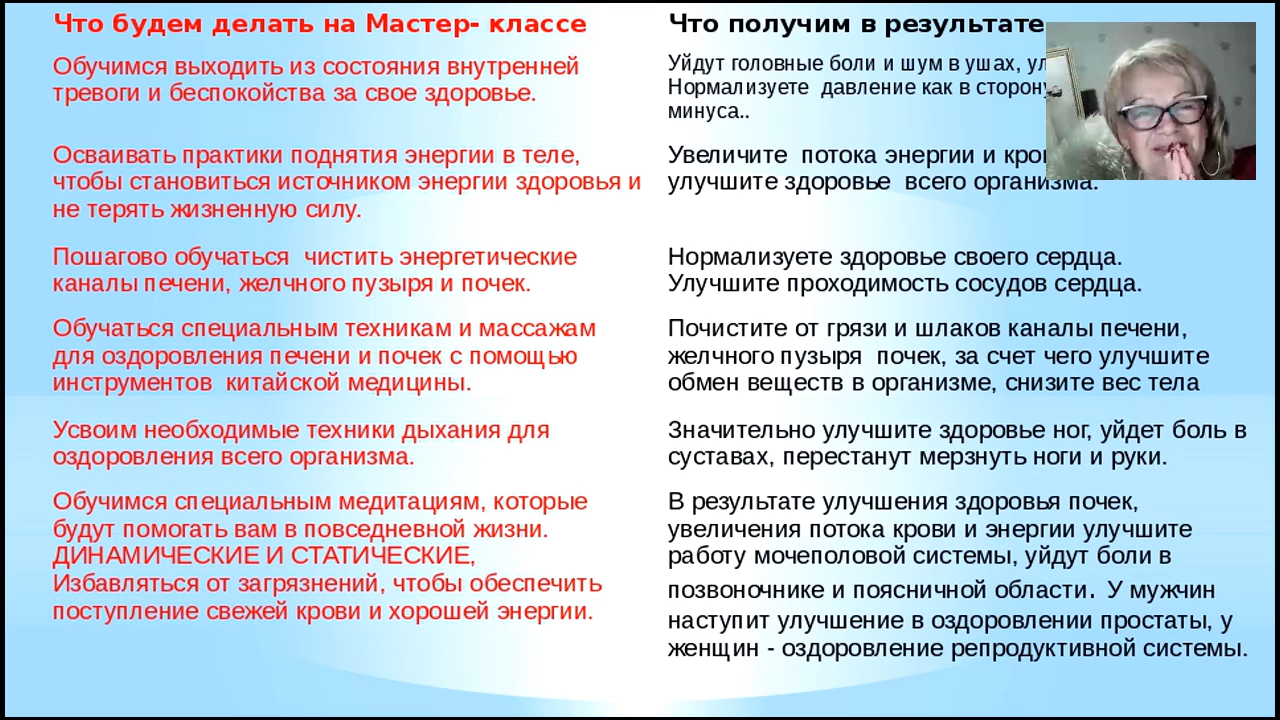 Что будем делать на Мастер- классе
Обучимся выходить из состояния внутренней
тревоги и беспокойства за свое здоровье.
Осваивать практики поднятия энергии в теле,
чтобы становиться источником энергии здоровья и
не терять жизненную силу.
Пошагово обучаться  чистить энергетические
каналы печени, желчного пузыря и почек.
Обучаться специальным техникам и массажам
для оздоровления печени и почек с помощью
инструментов  китайской медицины.
Усвоим необходимые техники дыхания для
оздоровления всего организма.
Обучимся специальным медитациям, которые
будут помогать вам в повседневной жизни.
ДИНАМИЧЕСКИЕ И СТАТИЧЕСКИЕ,
Избавляться от загрязнений, чтобы обеспечить
поступление свежей крови и хорошей энергии.
Что получим в результате
Уйдут головные боли и шум в ушах,
Нормализуете  давление как в сторону
минуса..
Увеличите  потока энергии и
улучшите здоровье  всего организма.
Нормализуете здоровье своего сердца.
Улучшите проходимость сосудов сердца.
Почистите от грязи и шлаков каналы печени,
желчного пузыря  почек, за счет чего улучшите
обмен веществ в организме, снизите вес тела
Значительно улучшите здоровье ног, уйдет боль в
суставах, перестанут мерзнуть ноги и руки.
В результате улучшения здоровья почек,
увеличения потока крови и энергии улучшите
работу мочеполовой системы, уйдут боли в
позвоночнике и поясничной области. У мужчин
наступит улучшение в оздоровлении простаты, у
женщин - оздоровление репродуктивной системы.